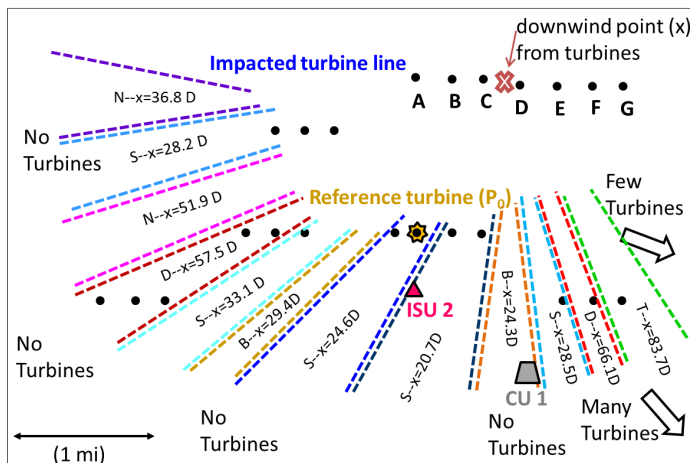 downwind point (x)
from turbines
Impacted turbine line
A B C D E F G
N--x=36.8 D
No
Turbines
S--x=28.2 D
N--x=51.9 D
Reference turbine (P0)
Few
Turbines
D--x=57.5 D
S--x=33.1 D
B--x=29.4D
S--x=24.6D
S--x=20.7D
B--x=24.3D
S--x=28.5D
D--x=66.1D
T--x=83.7D
ISU 2
CU 1
No
Turbines
No
Turbines
No
Turbines
Many
Turbines
(1 mi)